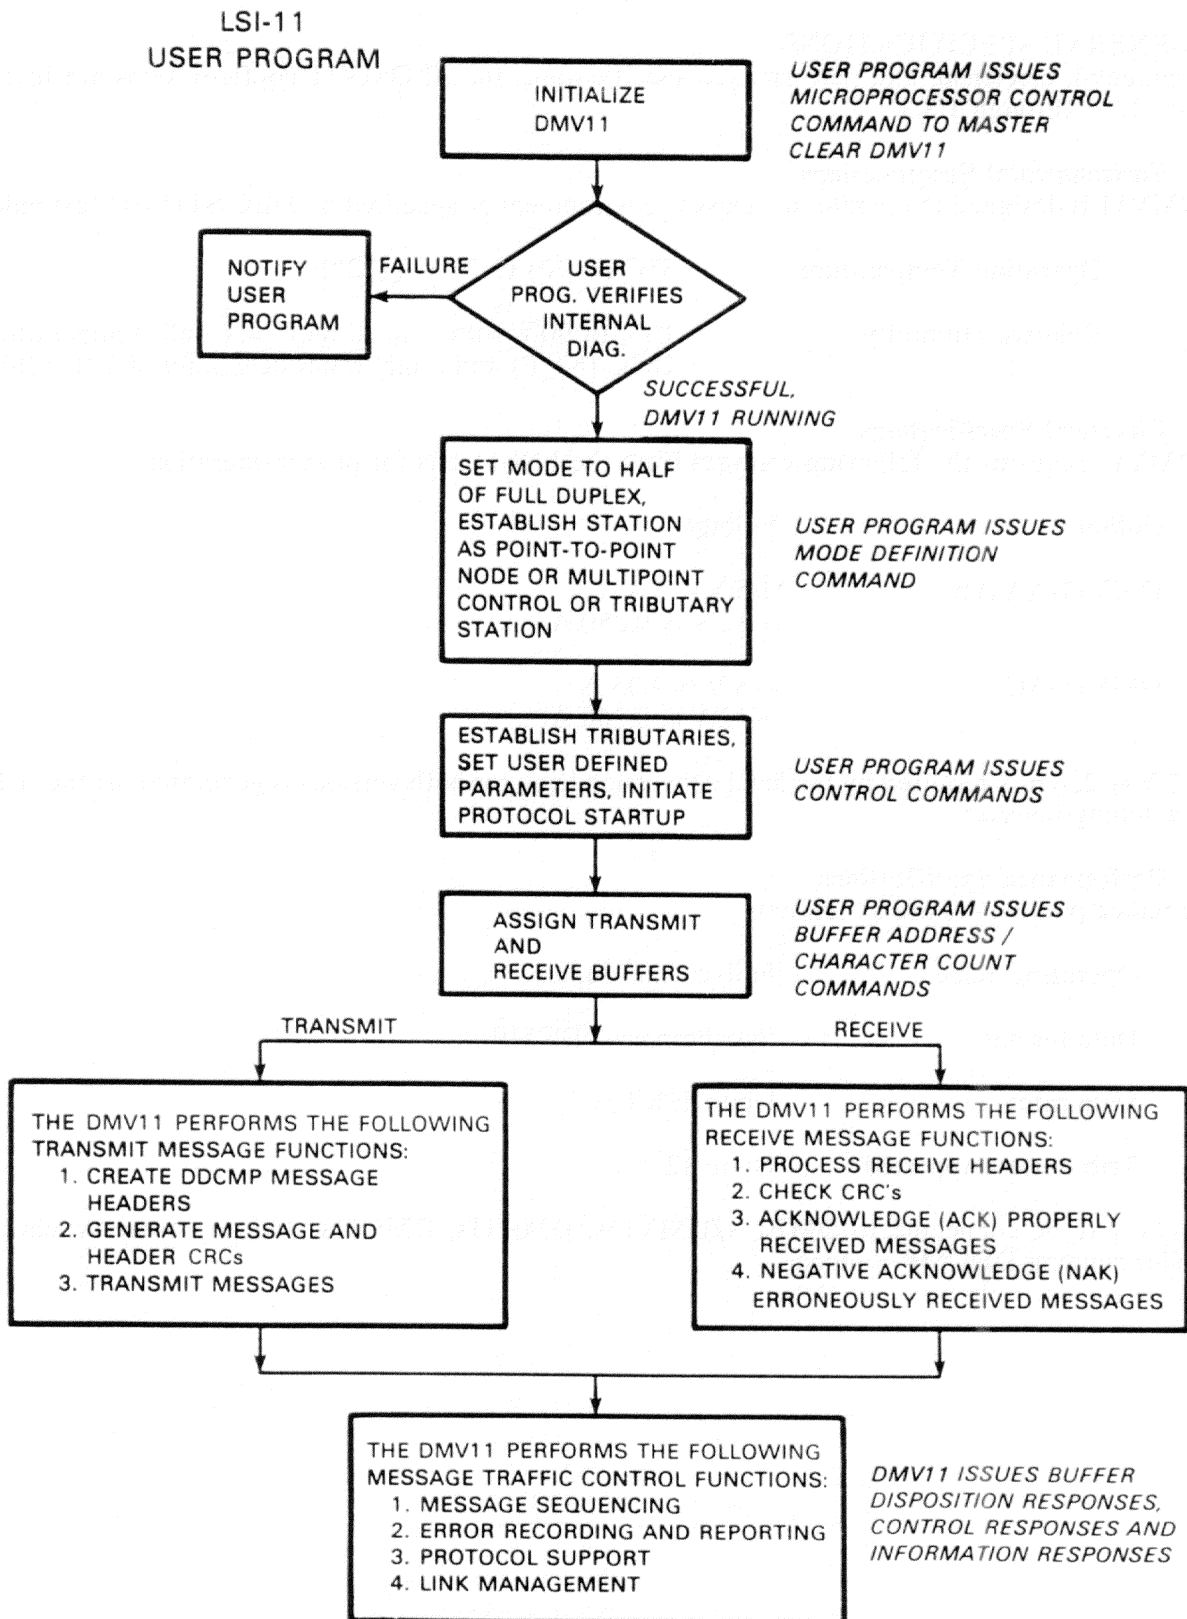 LSI-11
USER PROGRAM
INITIALIZE
DMV11
USER PROGRAM ISSUES
MICROPROCESSOR CONTROL
COMMAND TO MASTER
CLEAR DMV11
NOTIFY
USER
PROGRAM
FAILURE
USER
PROG. VERIFIES
INTERNAL
DIAG.
SUCCESSFUL,
DMV11 RUNNING
SET MODE TO HALF
OF FULL DUPLEX,
ESTABLISH STATION
AS POINT-TO-POINT
NODE OR MULTIPOINT
CONTROL OR TRIBUTARY
STATION
USER PROGRAM ISSUES
MODE DEFINITION
COMMAND
ESTABLISH TRIBUTARIES,
SET USER DEFINED
PARAMETERS, INITIATE
PROTOCOL STARTUP
USER PROGRAM ISSUES
CONTROL COMMANDS
ASSIGN TRANSMIT
AND
RECEIVE BUFFERS
USER PROGRAM ISSUES
BUFFER ADDRESS /
CHARACTER COUNT
COMMANDS
TRANSMIT
RECEIVE
THE DMV11 PERFORMS THE FOLLOWING
TRANSMIT MESSAGE FUNCTIONS:
1. CREATE DDCMP MESSAGE
HEADERS
2. GENERATE MESSAGE AND
HEADER CRCs
3. TRANSMIT MESSAGES
THE DMV11 PERFORMS THE FOLLOWING
RECEIVE MESSAGE FUNCTIONS:
1. PROCESS RECEIVE HEADERS
2. CHECK CRC's
3. ACKNOWLEDGE (ACK) PROPERLY
RECEIVED MESSAGES
4. NEGATIVE ACKNOWLEDGE (NAK)
ERRONEOUSLY RECEIVED MESSAGES
THE DMV11 PERFORMS THE FOLLOWING
MESSAGE TRAFFIC CONTROL FUNCTIONS:
1. MESSAGE SEQUENCING
2. ERROR RECORDING AND REPORTING
3. PROTOCOL SUPPORT
4. LINK MANAGEMENT
DMV11 ISSUES BUFFER
DISPOSITION RESPONSES,
CONTROL RESPONSES AND
INFORMATION RESPONSES